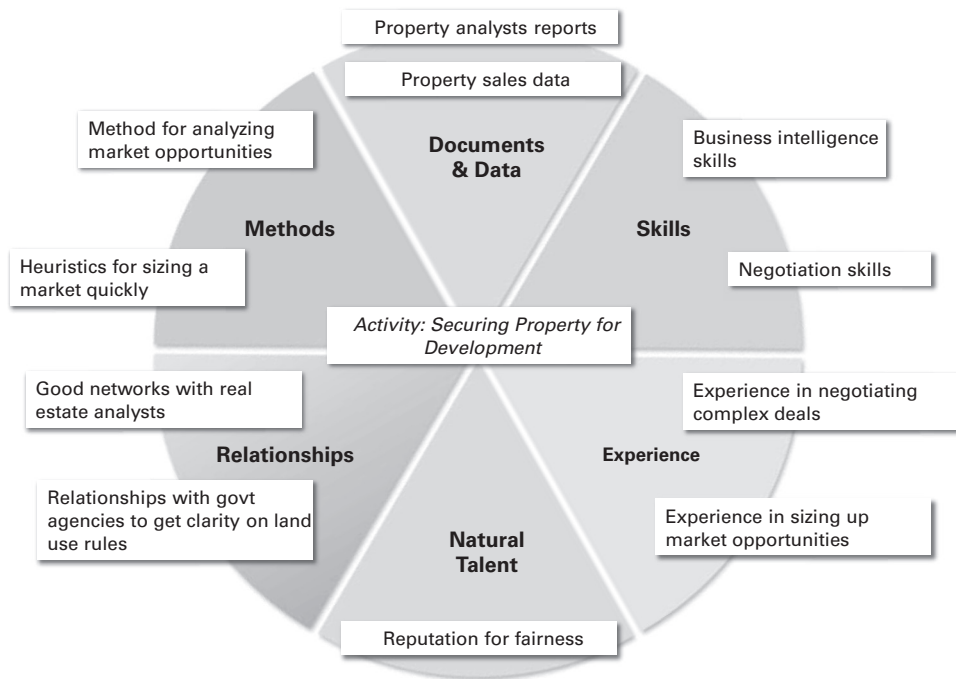 Property analysts reports
Property sales data
Documents
& Data
Method for analyzing
market opportunities
Methods
Heuristics for sizing a
market quickly
Business intelligence
skills
Skills
Negotiation skills
Activity: Securing Property for
Development
Good networks with real
estate analysts
Relationships
Relationships with govt
agencies to get clarity on land
use rules
Experience in negotiating
complex deals
Experience
Experience in sizing up
market opportunities
Natural
Talent
Reputation for fairness